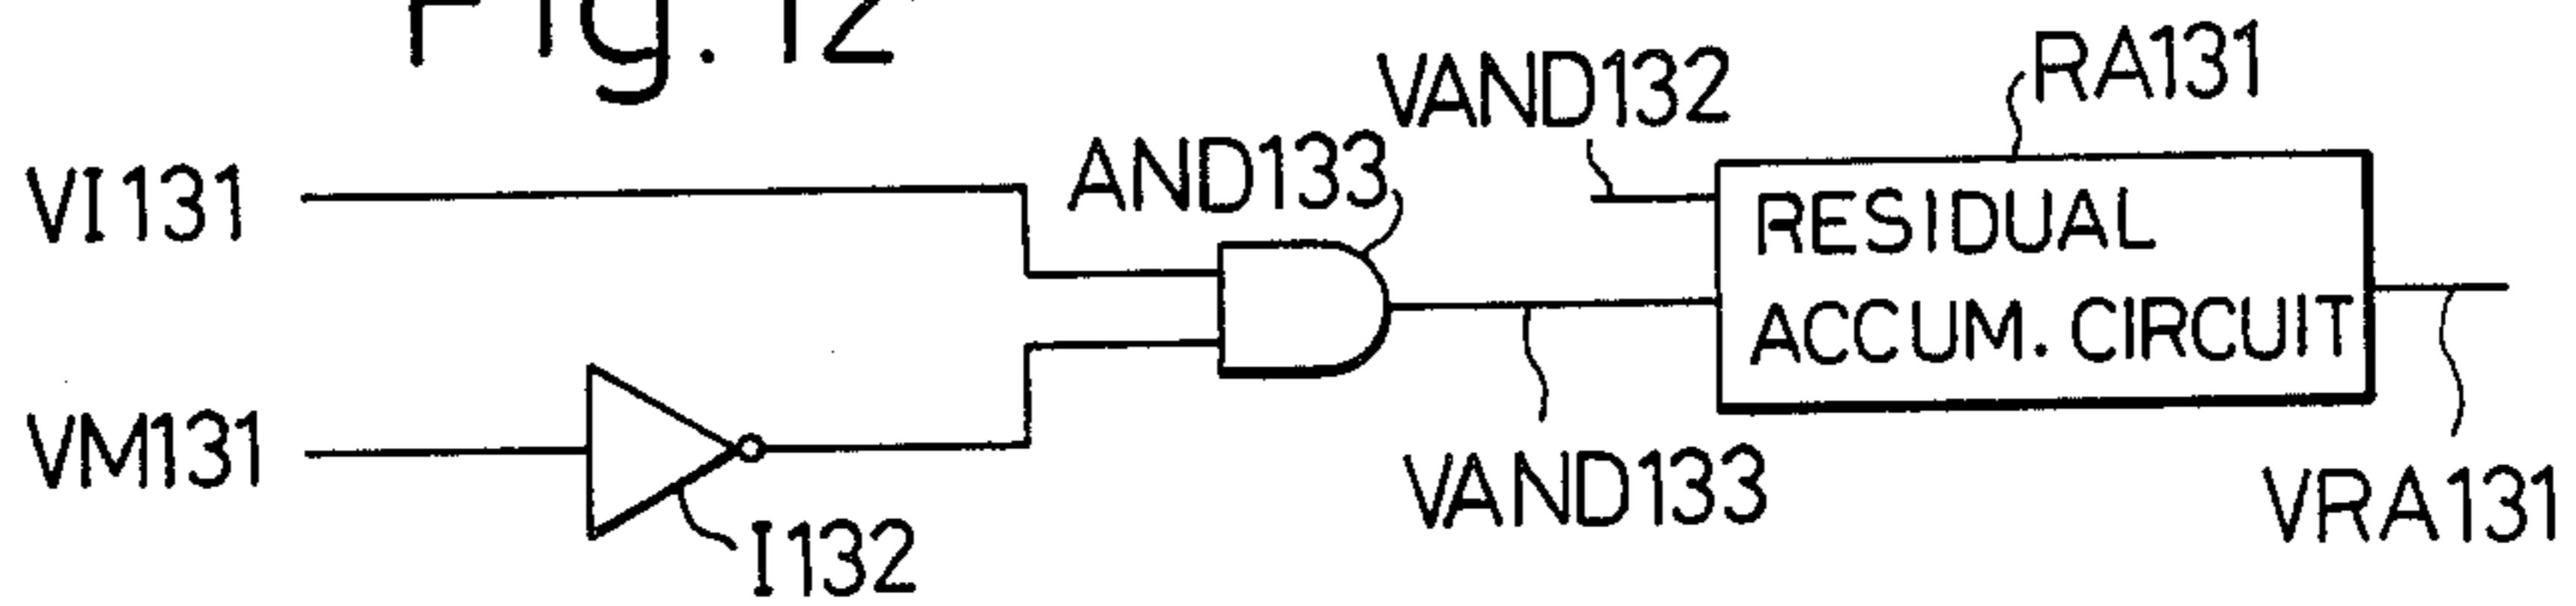 Fig. 12
VI131
AND133
VAND132
RA131
RESIDUAL
ACCUM. CIRCUIT
VM131
I132
VAND133
VRA131